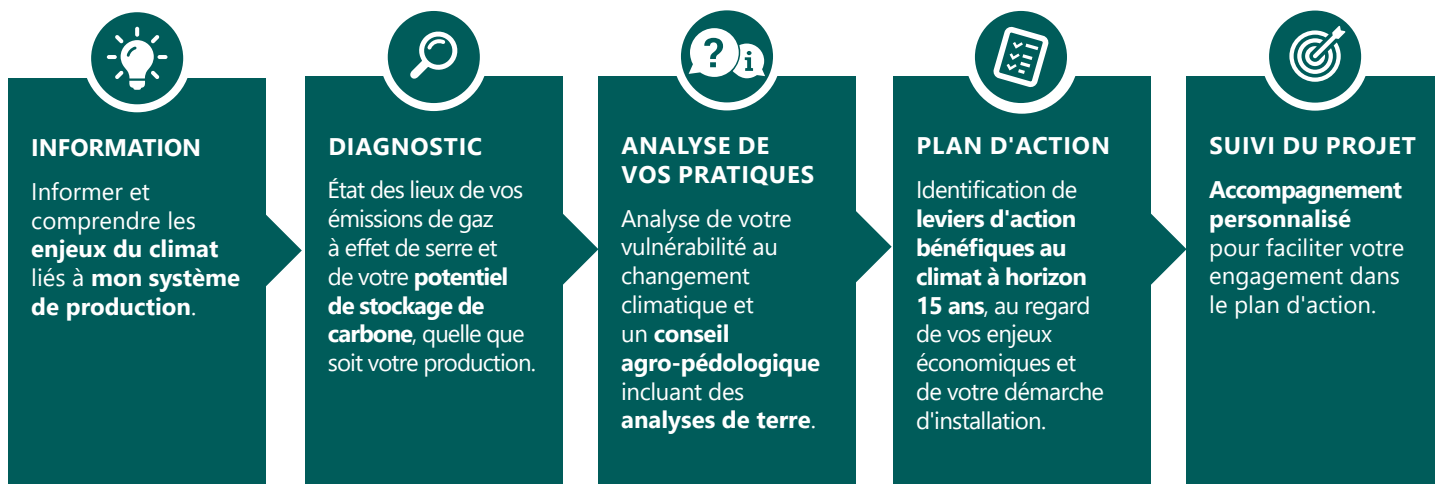 INFORMATION
Informer et
comprendre les
enjeux du climat
liés à mon système
de production.
DIAGNOSTIC
État des lieux de vos
émissions de gaz
à effet de serre et
de votre potentiel
de stockage de
carbone, quelle que
soit votre production.
?
i
ANALYSE DE
VOS PRATIQUES
Analyse de votre
vulnérabilité au
changement
climatique et
un conseil
agro-pédologique
incluant des
analyses de terre.
PLAN D'ACTION
Identification de
leviers d'action
bénéfiques au
climat à horizon
15 ans, au regard
de vos enjeux
économiques et
de votre démarche
d'installation.
SUIVI DU PROJET
Accompagnement
personnalisé
pour faciliter votre
engagement dans
le plan d'action.